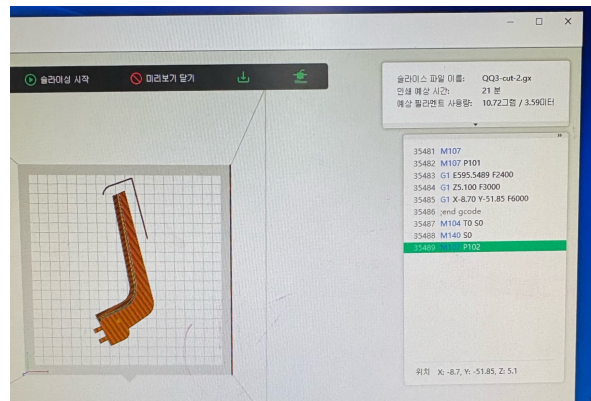 슬라이싱 시작
미리보기 닫기
슬라이스 파일 이름: QQ3-cut-2.gx
인쇄 예상 시간: 21 분
예상 필라멘트 사용량: 10.72그램 / 3.59미터
35481 M107
35482 M107 P101
35483 G1 E595.5489 F2400
35484 G1 Z5.100 F3000
35485 G1 X-8.70 Y-51.85 F6000
35486 ;end gcode
35487 M104 T0 S0
35488 M140 S0
35489 P102
위치 X: -8.7, Y: -51.85, Z: 5.1